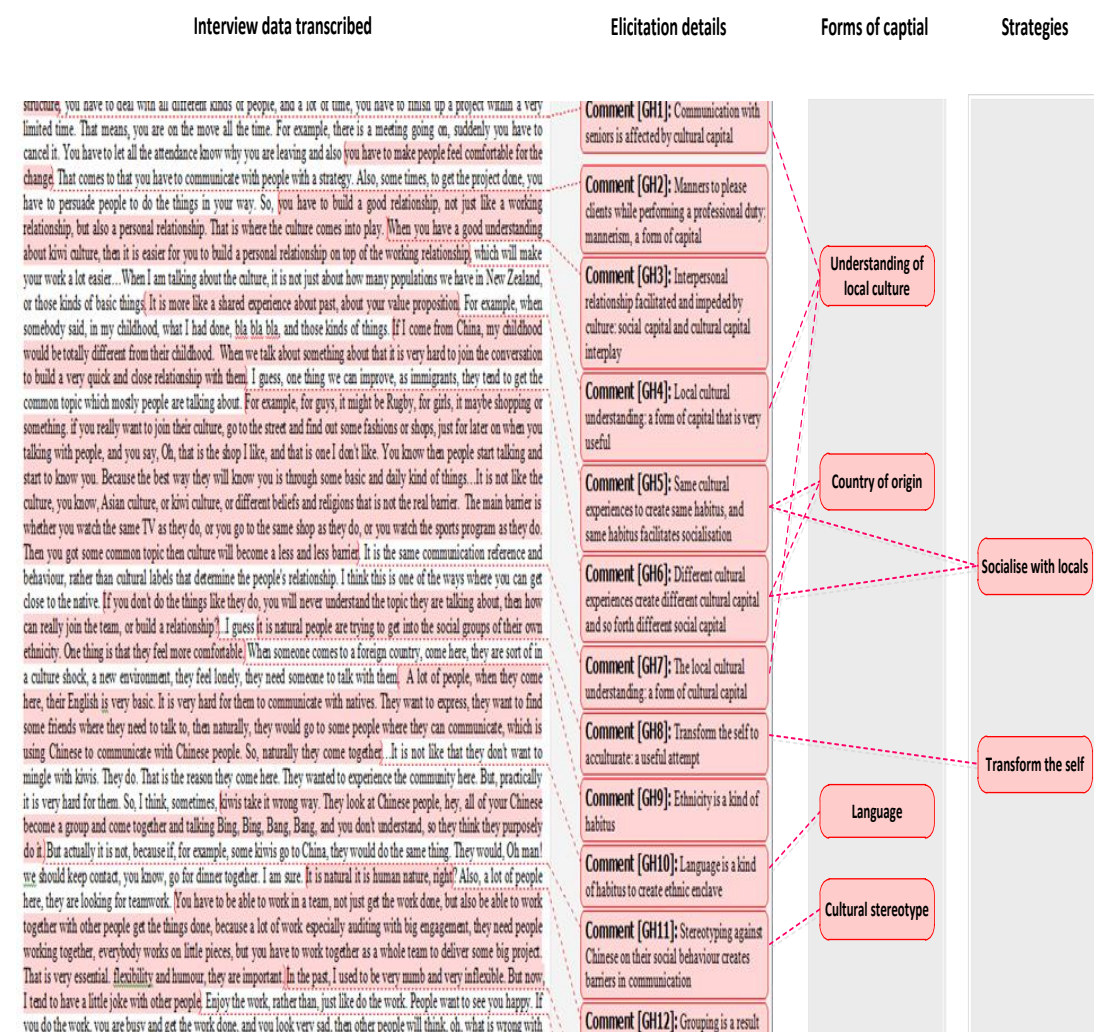 Interview data transcribed
Elicitation details
Forms of captial
Strategies
structure, you have to deal with all different kinds of people, and a lot of time, you have to finish up a project within a very
limited time. That means, you are on the move all the time. For example, there is a meeting going on, suddenly you have to
cancel it. You have to let all the attendance know why you are leaving and also you have to make people feel comfortable for the
change. That comes to that you have to communicate with people with a strategy. Also, some times, to get the project done, you
have to persuade people to do the things in your way. So, you have to build a good relationship, not just like a working
relationship, but also a personal relationship. That is where the culture comes into play. When you have a good understanding
about kiwi culture, then it is easier for you to build a personal relationship on top of the working relationship, which will make
your work a lot easier…When I am talking about the culture, it is not just about how many populations we have in New Zealand,
or those kinds of basic things. It is more like a shared experience about past, about your value proposition. For example, when
somebody said, in my childhood, what I had done, bla bla bla, and those kinds of things. If I come from China, my childhood
would be totally different from their childhood. When we talk about something about that it is very hard to join the conversation
to build a very quick and close relationship with them. I guess, one thing we can improve, as immigrants, they tend to get the
common topic which mostly people are talking about. For example, for guys, it might be Rugby, for girls, it maybe shopping or
something. if you really want to join their culture, go to the street and find out some fashions or shops, just for later on when you
talking with people, and you say, Oh, that is the shop I like, and that is one I don't like. You know then people start talking and
start to know you. Because the best way they will know you is through some basic and daily kind of things…It is not like the
culture, you know, Asian culture, or kiwi culture, or different beliefs and religions that is not the real barrier. The main barrier is
whether you watch the same TV as they do, or you go to the same shop as they do, or you watch the sports program as they do.
Then you got some common topic then culture will become a less and less barrier. It is the same communication reference and
behaviour, rather than cultural labels that determine the people's relationship. I think this is one of the ways where you can get
close to the native. If you don't do the things like they do, you will never understand the topic they are talking about, then how
can really join the team, or build a relationship?..I guess it is natural people are trying to get into the social groups of their own
ethnicity. One thing is that they feel more comfortable. When someone comes to a foreign country, come here, they are sort of in
a culture shock, a new environment, they feel lonely, they need someone to talk with them. A lot of people, when they come
here, their English is very basic. It is very hard for them to communicate with natives. They want to express, they want to find
some friends where they need to talk to, then naturally, they would go to some people where they can communicate, which is
using Chinese to communicate with Chinese people. So, naturally they come together…It is not like that they don't want to
mingle with kiwis. They do. That is the reason they come here. They wanted to experience the community here. But, practically
it is very hard for them. So, I think, sometimes, kiwis take it wrong way. They look at Chinese people, hey, all of your Chinese
become a group and come together and talking Bing, Bing, Bang, Bang, and you don't understand, so they think they purposely
do it. But actually it is not, because if, for example, some kiwis go to China, they would do the same thing. They would, Oh man!
we should keep contact, you know, go for dinner together. I am sure. It is natural it is human nature, right? Also, a lot of people
here, they are looking for teamwork. You have to be able to work in a team, not just get the work done, but also be able to work
together with other people get the things done, because a lot of work especially auditing with big engagement, they need people
working together, everybody works on little pieces, but you have to work together as a whole team to deliver some big project.
That is very essential. flexibility and humour, they are important. In the past, I used to be very numb and very inflexible. But now,
I tend to have a little joke with other people. Enjoy the work, rather than, just like do the work. People want to see you happy. If
you do the work, you are busy and get the work done, and you look very sad, then other people will think, oh, what is wrong with
Comment [GH1]: Communication with
seniors is affected by cultural capital
Comment [GH2]: Manners to please
clients while performing a professional duty:
mannerism, a form of capital
Comment [GH3]: Interpersonal
relationship facilitated and impeded by
culture: social capital and cultural capital
interplay
Comment [GH4]: Local cultural
understanding: a form of capital that is very
useful
Comment [GH5]: Same cultural
experiences to create same habitus, and
same habitus facilitates socialisation
Comment [GH6]: Different cultural
experiences create different cultural capital
and so forth different social capital
Comment [GH7]: The local cultural
understanding: a form of cultural capital
Comment [GH8]: Transform the self to
acculturate: a useful attempt
Comment [GH9]: Ethnicity is a kind of
habitus
Comment [GH10]: Language is a kind
of habitus to create ethnic enclave
Comment [GH11]: Stereotyping against
Chinese on their social behaviour creates
barriers in communication
Comment [GH12]: Grouping is a result
Understanding of
local culture
Country of origin
Language
Cultural stereotype
Socialise with locals
Transform the self